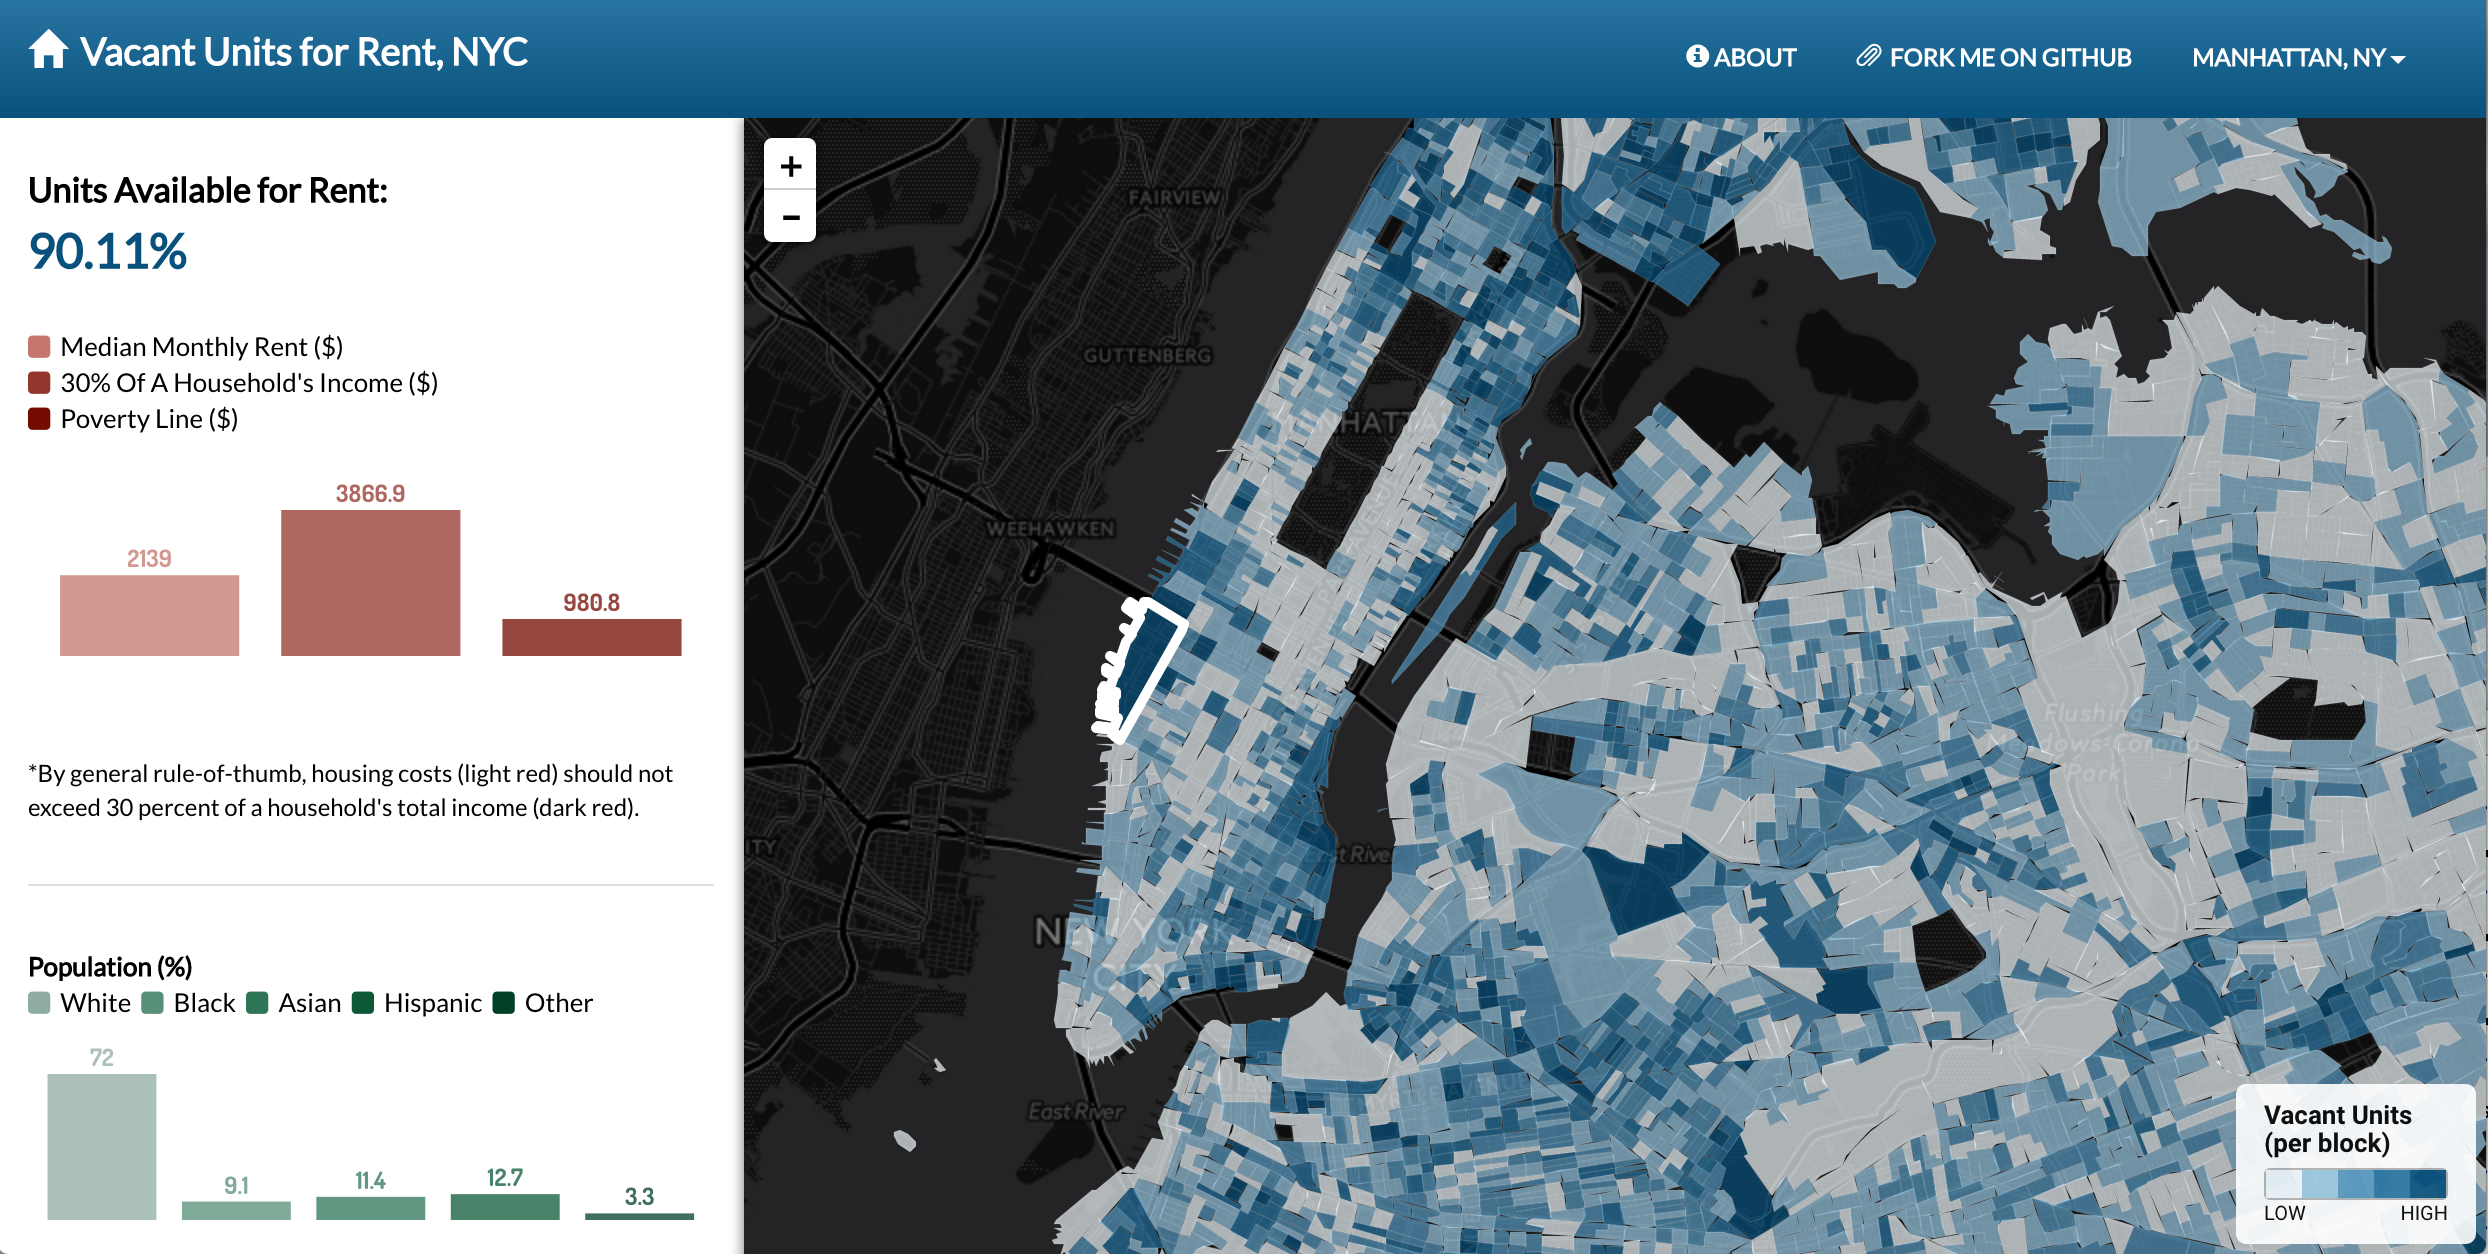 Vacant Units for Rent, NYC
ABOUT
FORK ME ON GITHUB
MANHATTAN, NY
Units Available for Rent:
90.11%
Median Monthly Rent ($)
30% Of A Household's Income ($)
Poverty Line ($)
2139
3866.9
980.8
*By general rule-of-thumb, housing costs (light red) should not
exceed 30 percent of a household's total income (dark red).
Population (%)
White Black Asian Hispanic Other
72
9.1
11.4
12.7
3.3
+
−
FAIRVIEW
GUTTENBERG
WEEHAWKEN
ITY
NEW YORK
CITY
East River
East River
Flushing
Meadows-Corona
Park
Vacant Units
(per block)
LOW HIGH